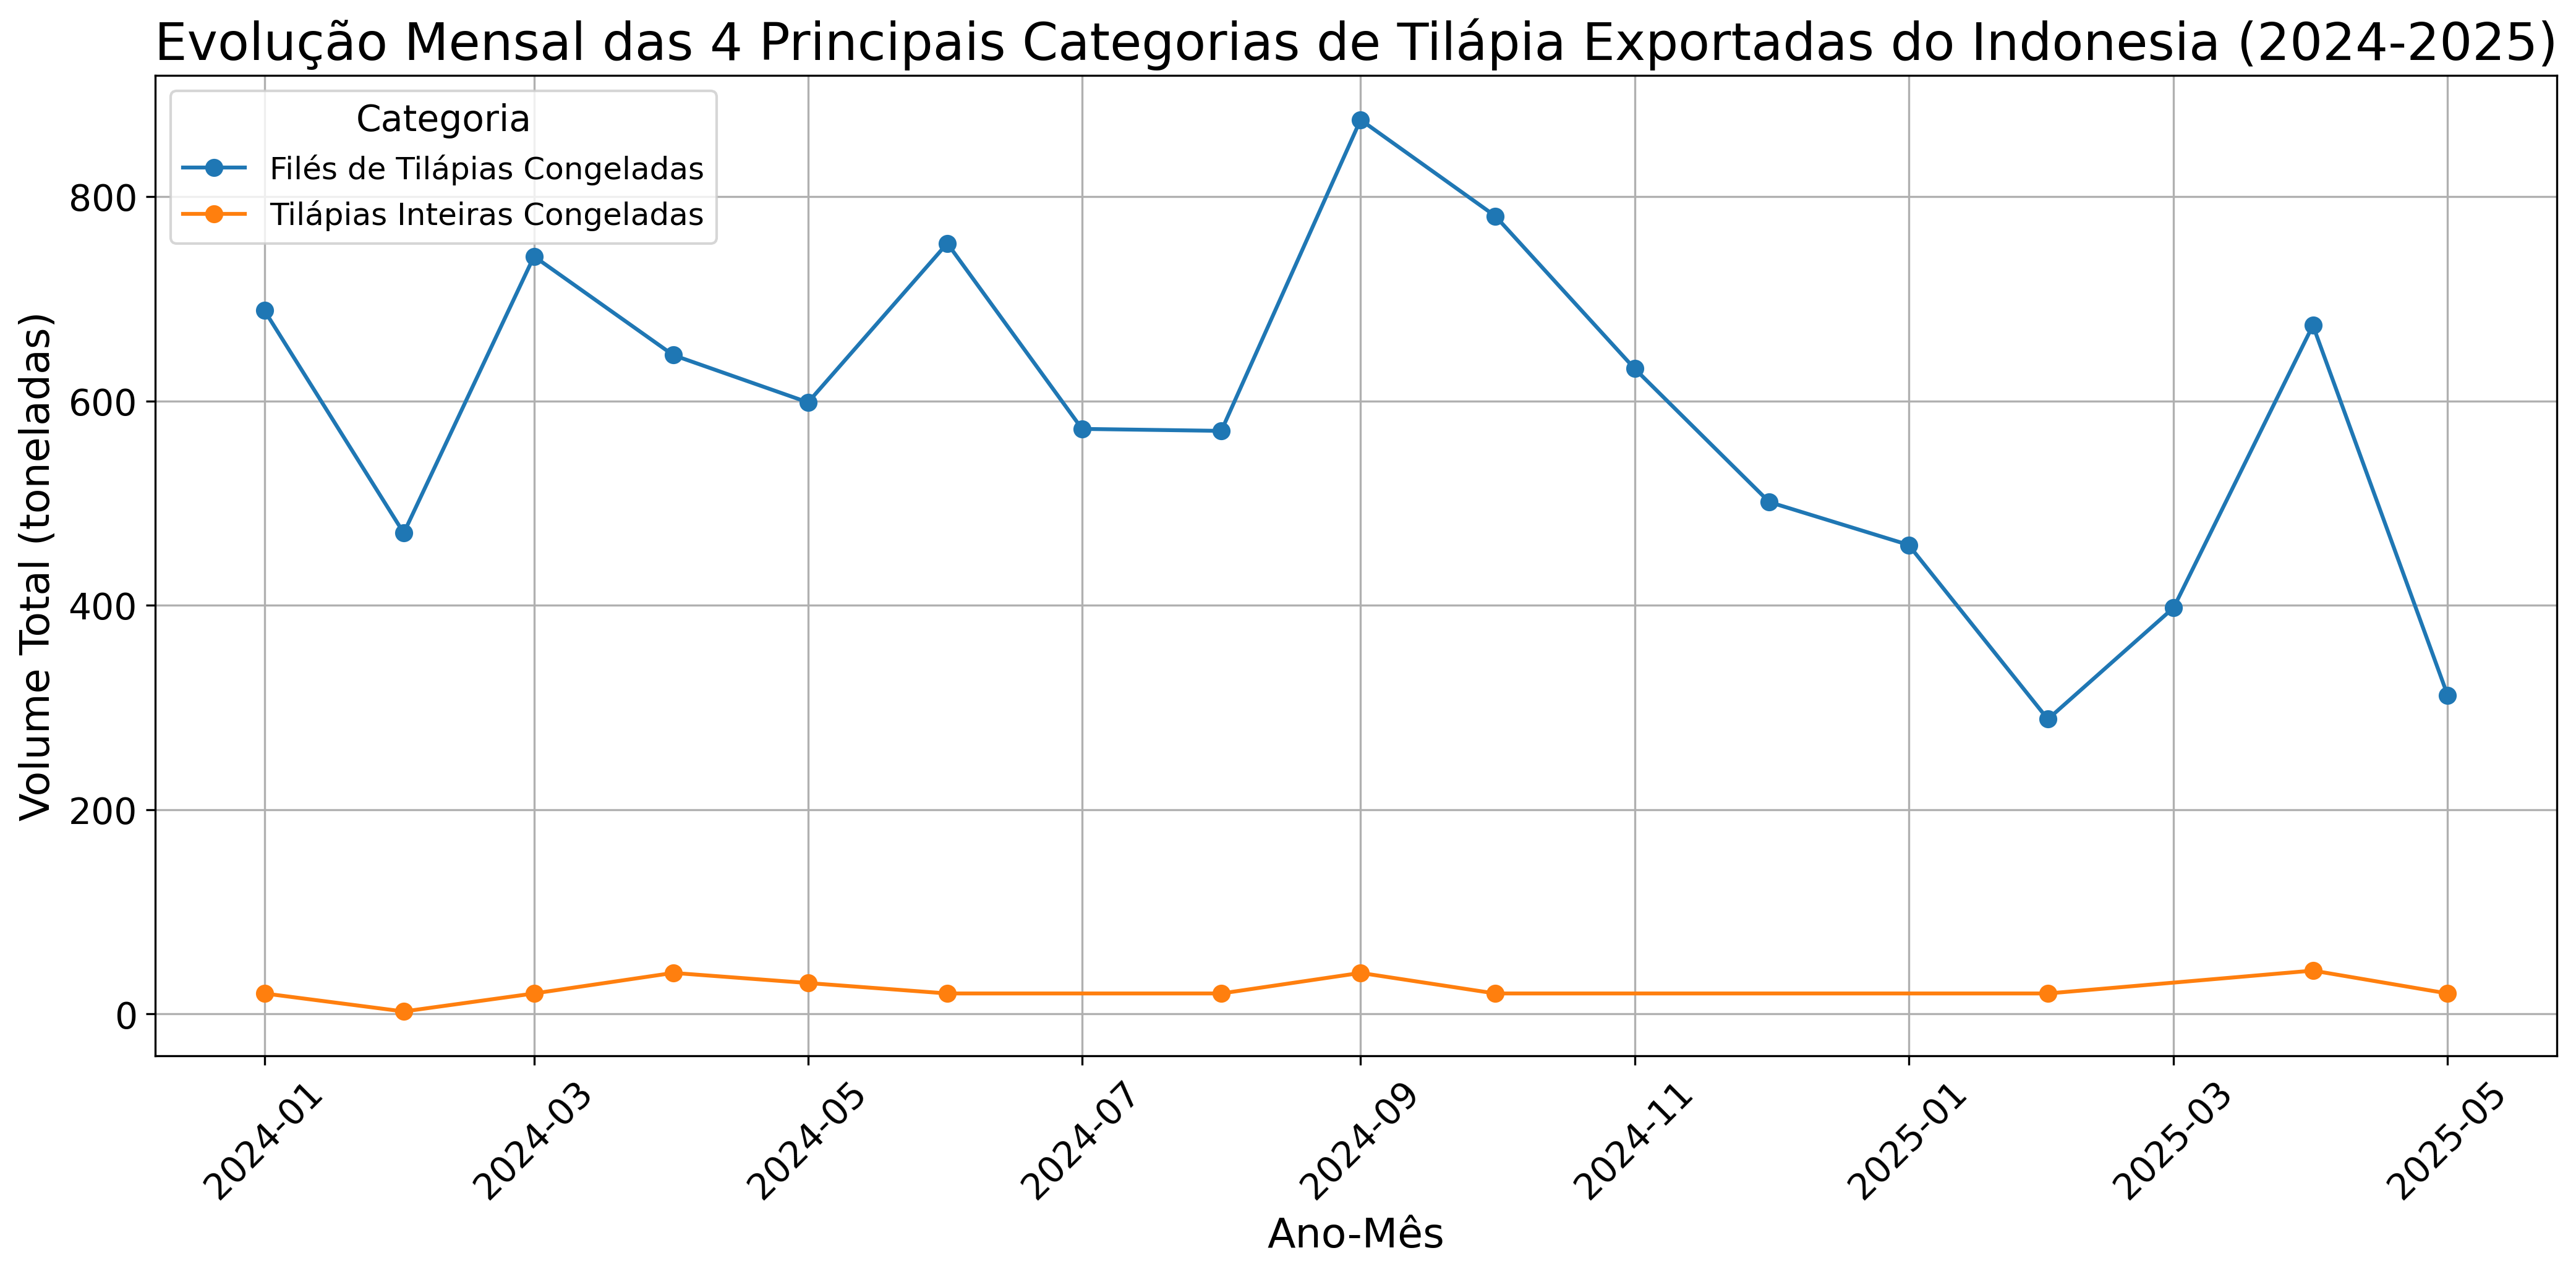 Evolução Mensal das 4 Principais Categorias de Tilápia Exportadas do Indonesia (2024-2025)
Categoria
Filés de Tilápias Congeladas
Tilápias Inteiras Congeladas
Volume Total (toneladas)
800
600
400
200
0
2024-01
2024-03
2024-05
2024-07
2024-09
2024-11
2025-01
2025-03
2025-05
Ano-Mês